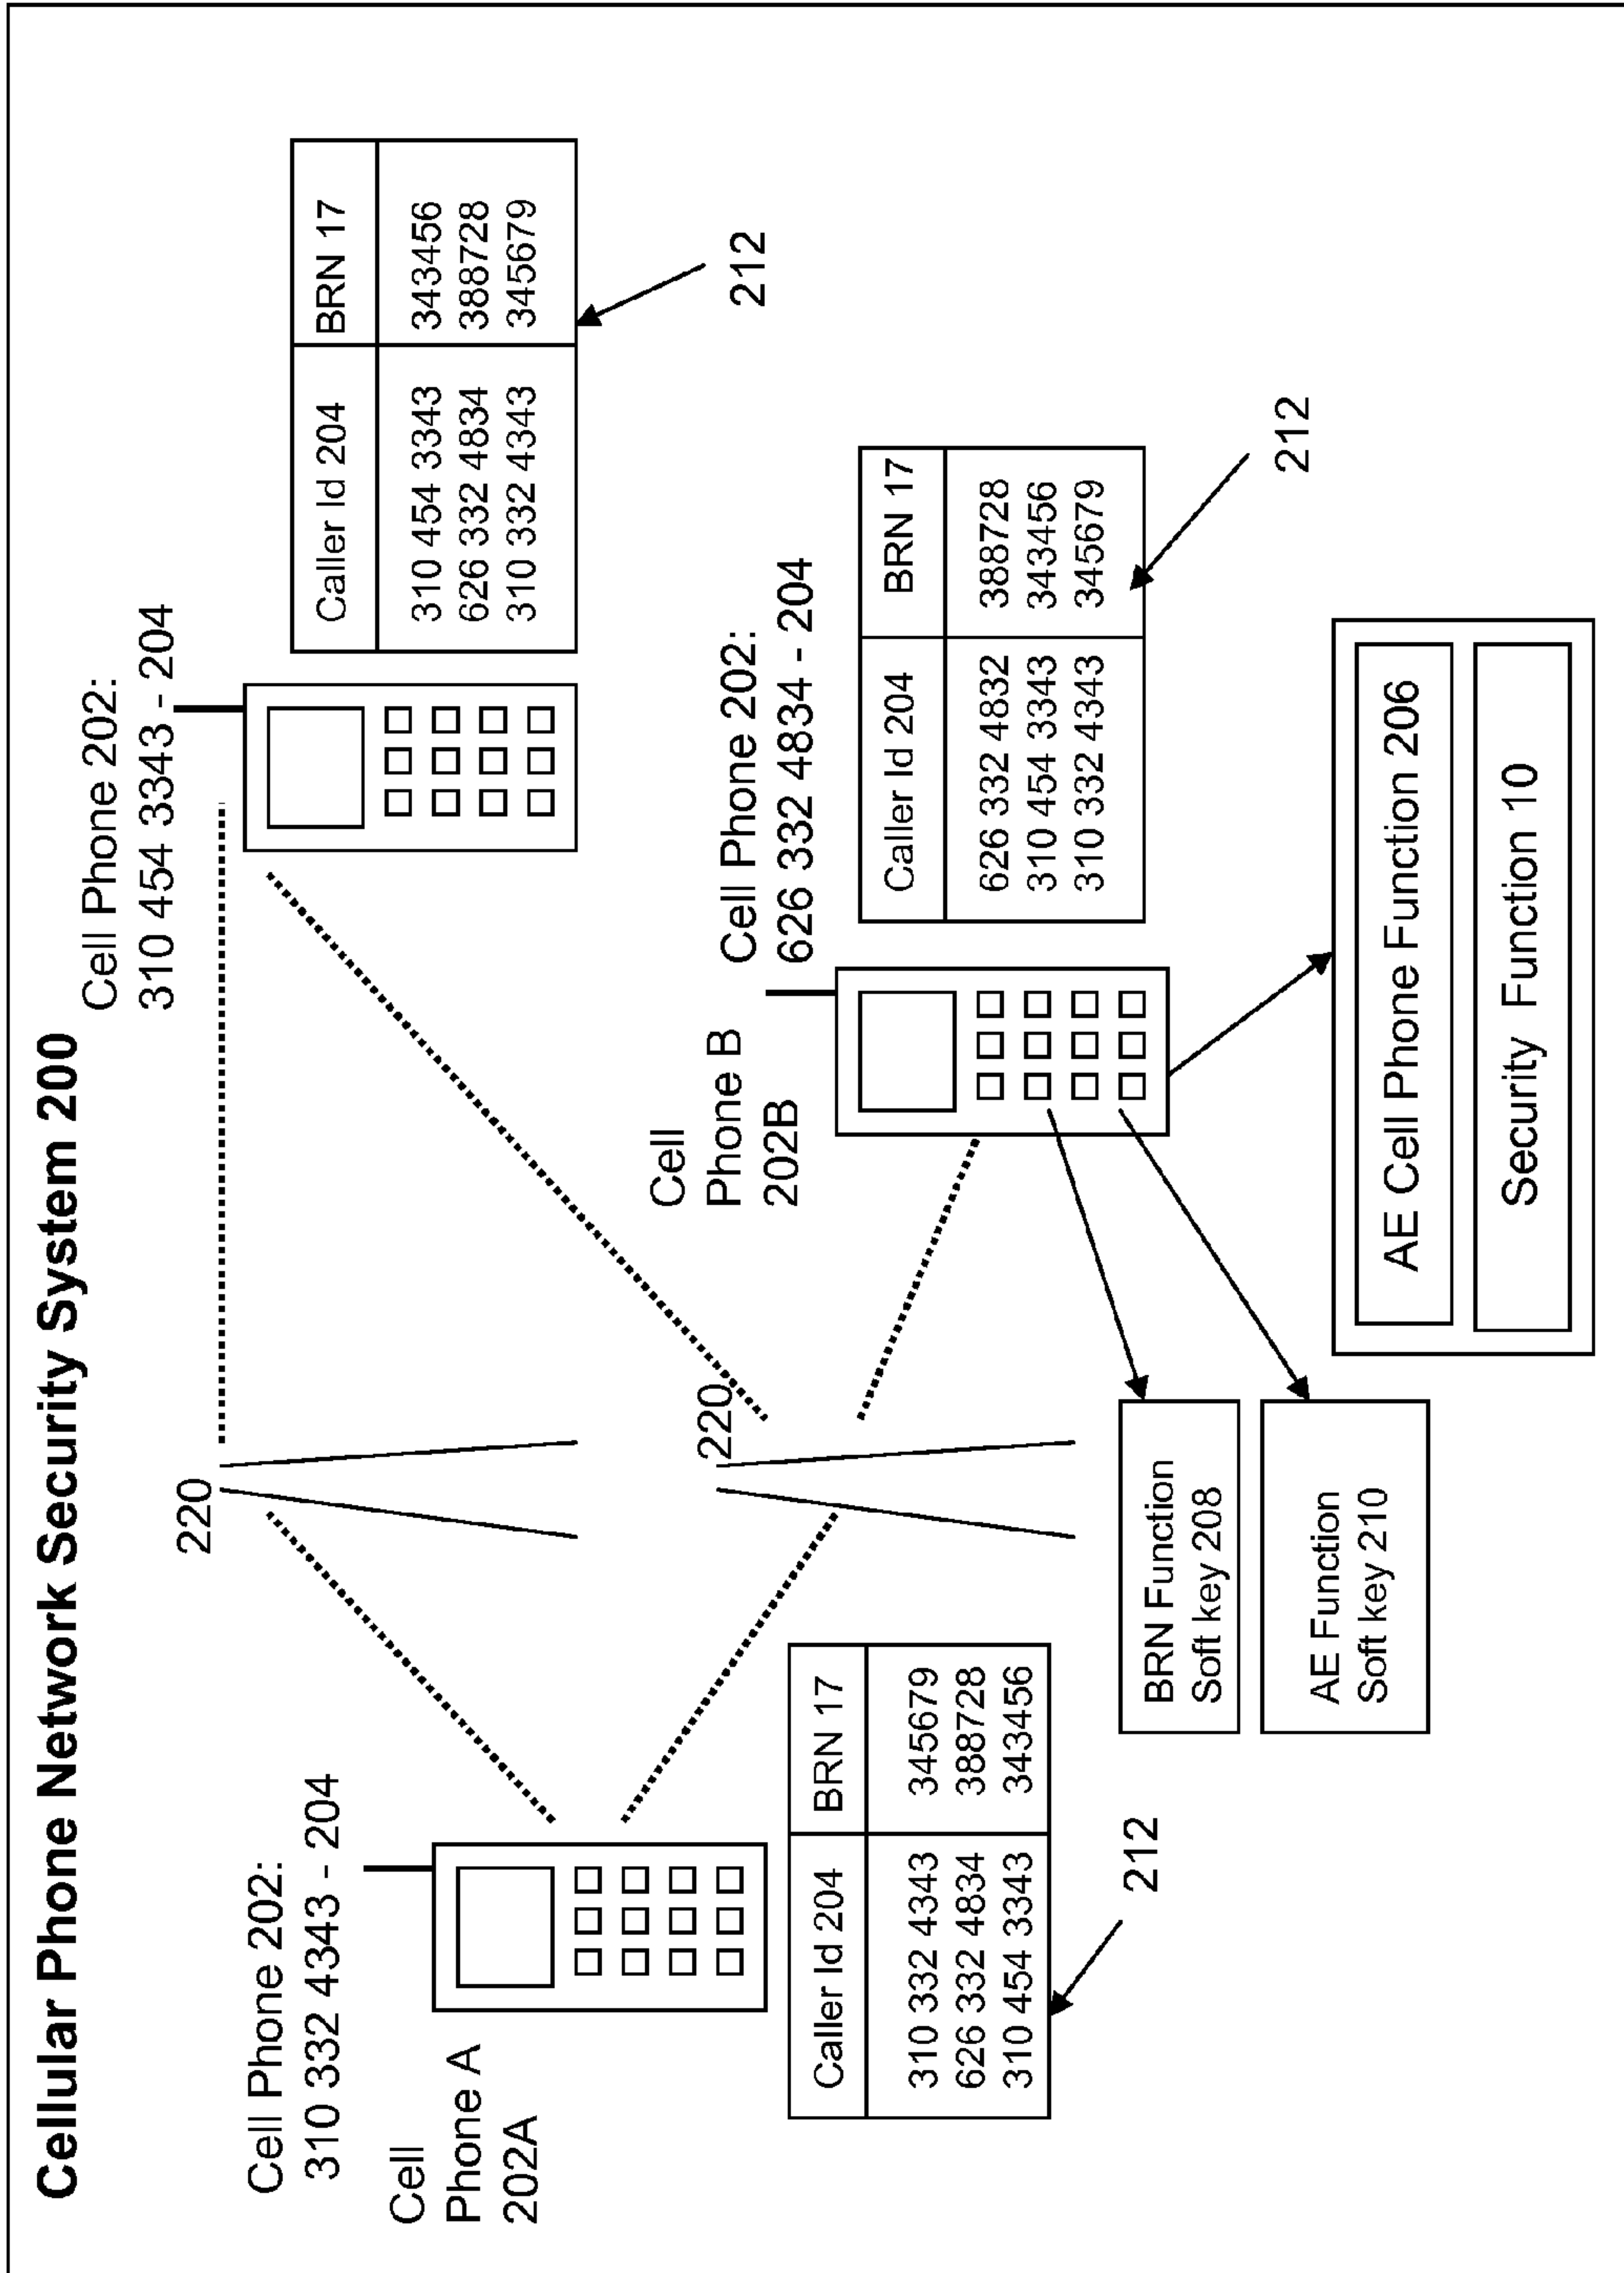 Cellular Phone Network Security System 200
Cell Phone 202:
310 332 4343 - 204
Cell
Phone A
202A
Caller Id 204 BRN 17
310 332 4343 345679
626 332 4834 388728
310 454 3343 343456
212
220
220
Cell Phone 202:
310 454 3343 - 204
Caller Id 204 BRN 17
310 454 3343 343456
626 332 4834 388728
310 332 4343 345679
212
Cell
Phone B
202B
Cell Phone 202:
626 332 4834 - 204
Caller Id 204 BRN 17
626 332 4832 388728
310 454 3343 343456
310 332 4343 345679
212
BRN Function
Soft key 208
AE Function
Soft key 210
AE Cell Phone Function 206
Security Function 10